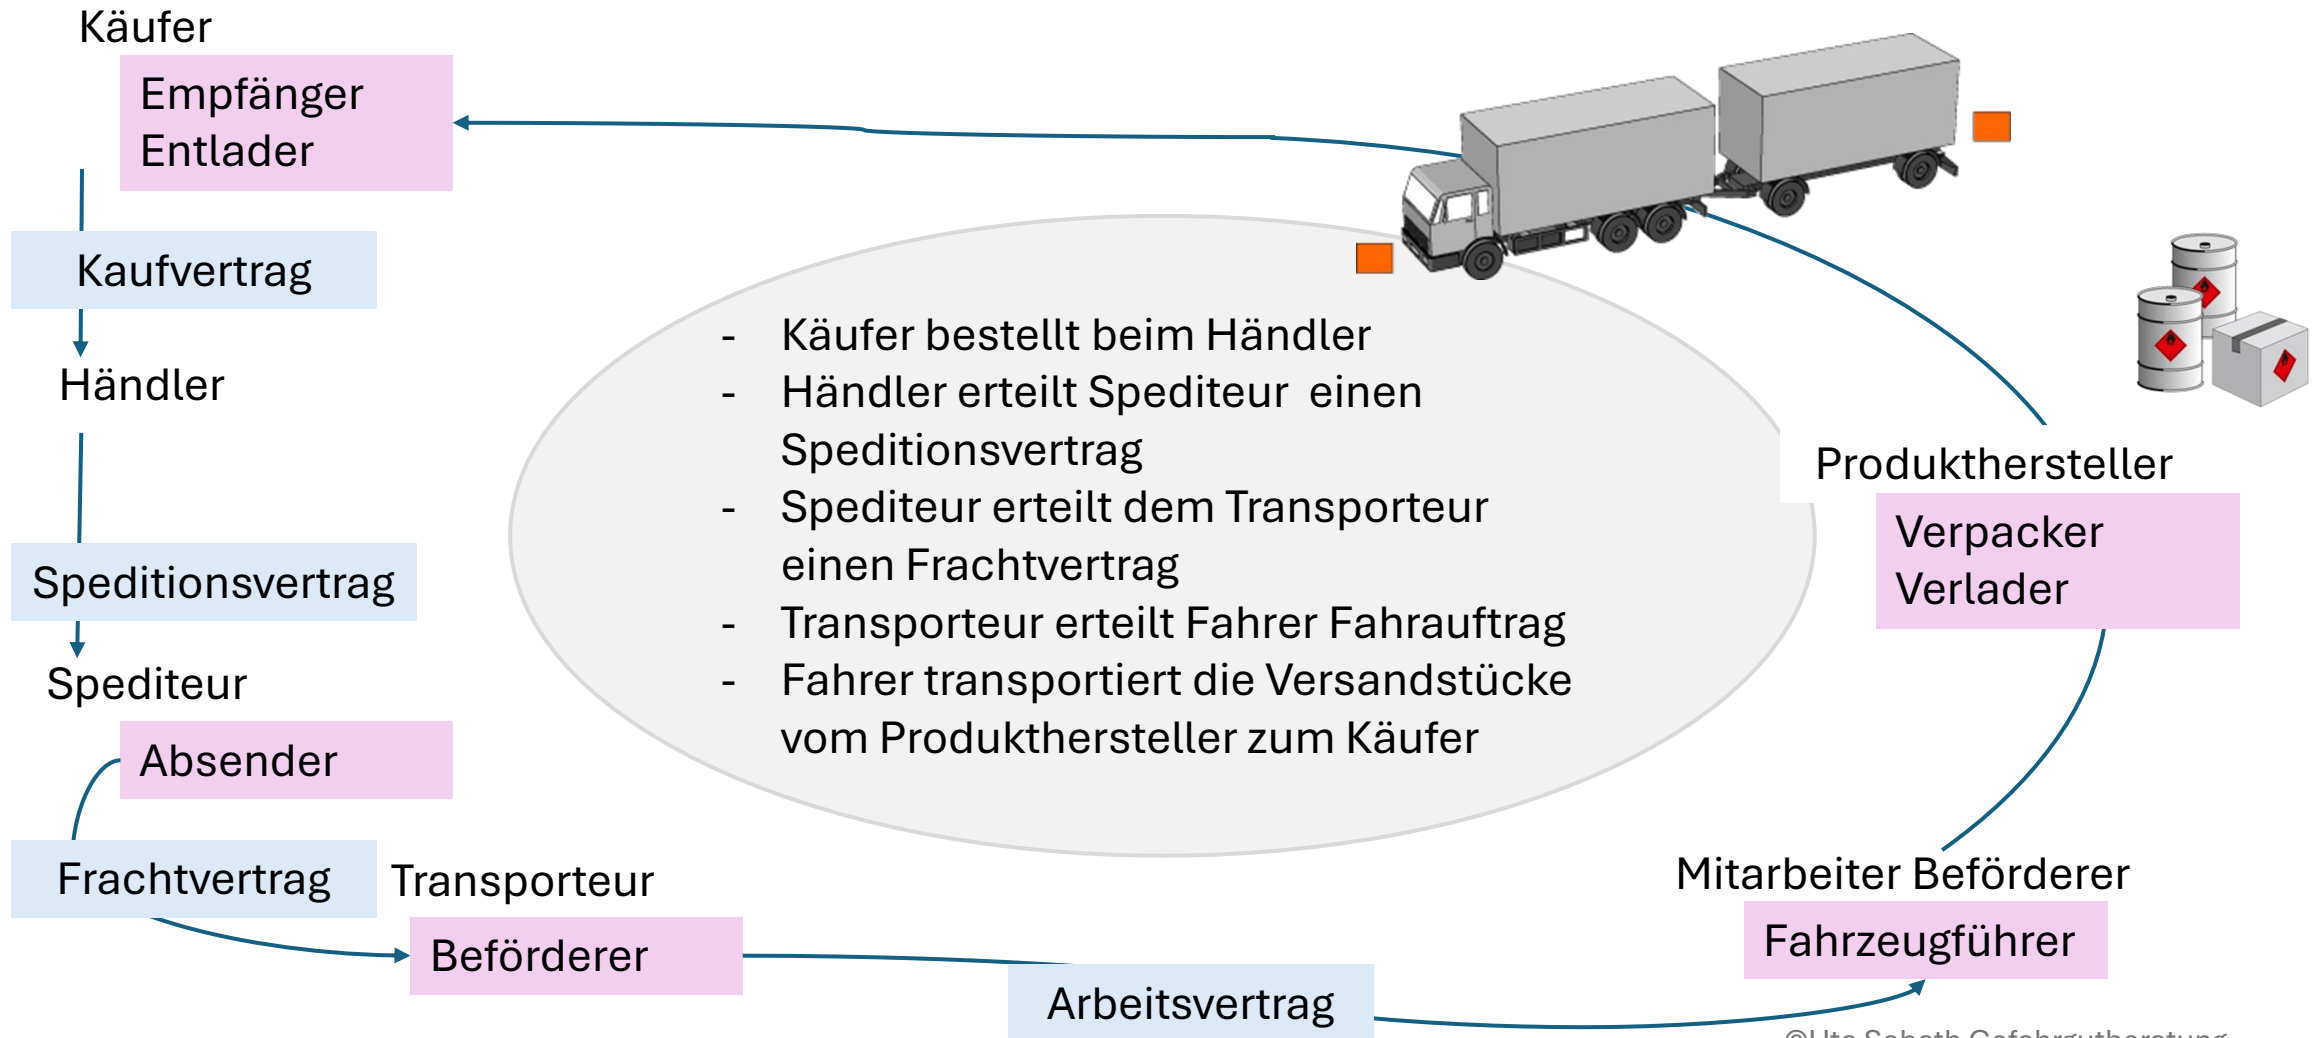 Käufer
Empfänger
Entlader
Kaufvertrag
Händler
Speditionsvertrag
Spediteur
Absender
Frachtvertrag
Transporteur
Beförderer
Arbeitsvertrag
Mitarbeiter Beförderer
Fahrzeugführer
Produkthersteller
Verpacker
Verlader
- Käufer bestellt beim Händler
- Händler erteilt Spediteur einen
Speditionsvertrag
- Spediteur erteilt dem Transporteur
einen Frachtvertrag
- Transporteur erteilt Fahrer Fahrauftrag
- Fahrer transportiert die Versandstücke
vom Produkthersteller zum Käufer